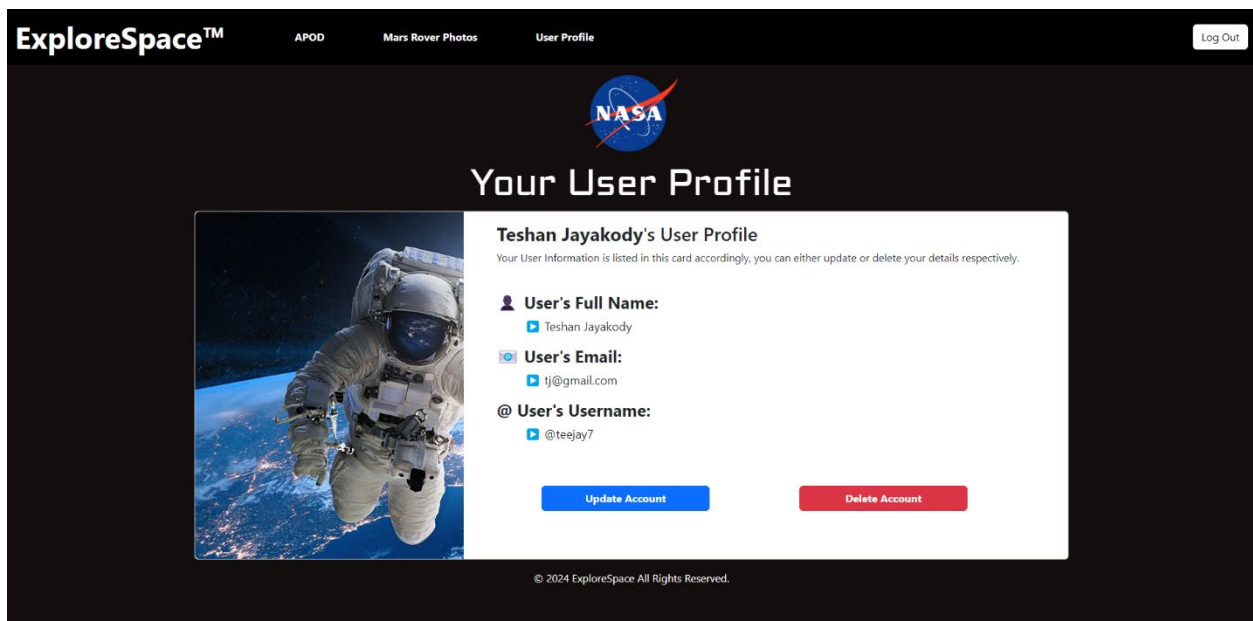 ExploreSpace™ APOD Mars Rover Photos User Profile Log Out
NASA
Your User Profile
Teshan Jayakody's User Profile
Your User Information is listed in this card accordingly, you can either update or delete your details respectively.
User's Full Name:
Teshan Jayakody
User's Email:
tj@gmail.com
@ User's Username:
@teejay7
Update Account Delete Account
© 2024 ExploreSpace All Rights Reserved.